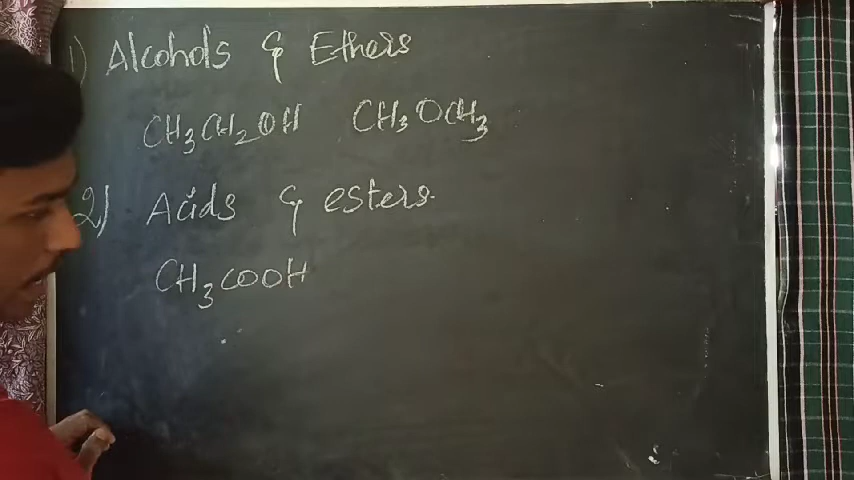 1) Alcohols & Ethers
CH₃CH₂OH CH₃OCH₃
2) Acids & esters.
CH₃COOH